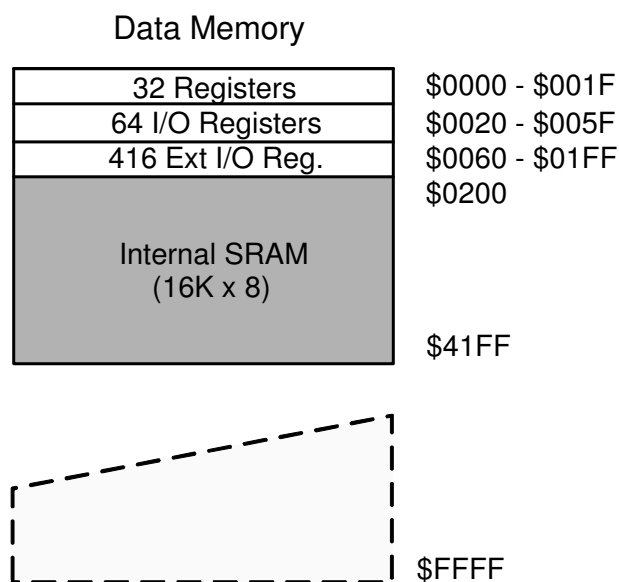 Data Memory
32 Registers $0000 - $001F
64 I/O Registers $0020 - $005F
416 Ext I/O Reg. $0060 - $01FF
$0200
Internal SRAM
(16K x 8)
$41FF
$FFFF